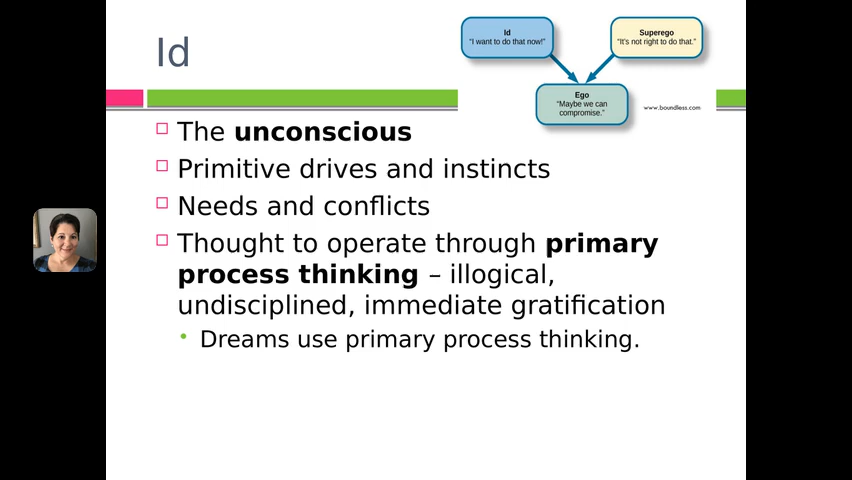 Id
Id
"I want to do that now!"
Superego
"It's not right to do that."
Ego
"Maybe we can
compromise."
www.boundless.com
The unconscious
Primitive drives and instincts
Needs and conflicts
Thought to operate through primary
process thinking – illogical,
undisciplined, immediate gratification
Dreams use primary process thinking.